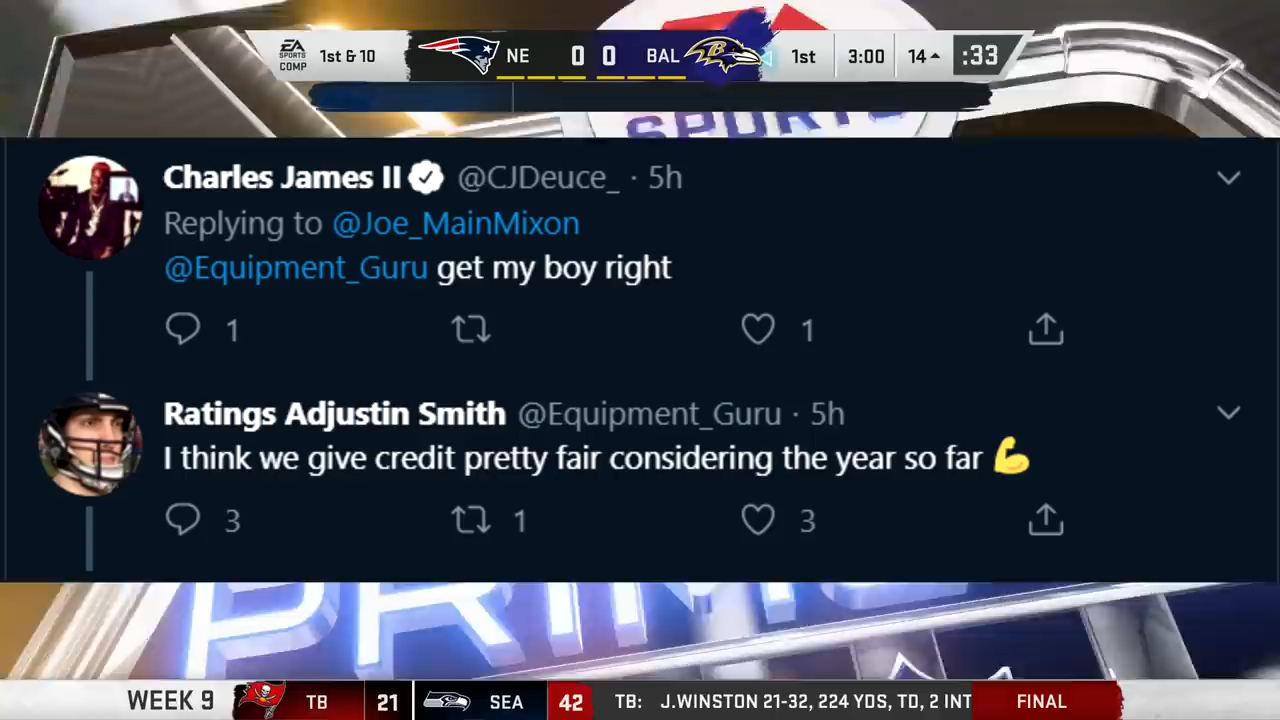 EA SPORTS COMP 1st & 10 NE 0 0 BAL 1st 3:00 14 :33
SPORTS
Charles James II @CJDeuce_ · 5h
Replying to @Joe_MainMixon
@Equipment_Guru get my boy right
1 1
Ratings Adjustin Smith @Equipment_Guru · 5h
I think we give credit pretty fair considering the year so far 💪
3 1 3
PRIME
WEEK 9 TB 21 SEA 42 TB: J.WINSTON 21-32, 224 YDS, TD, 2 INT FINAL